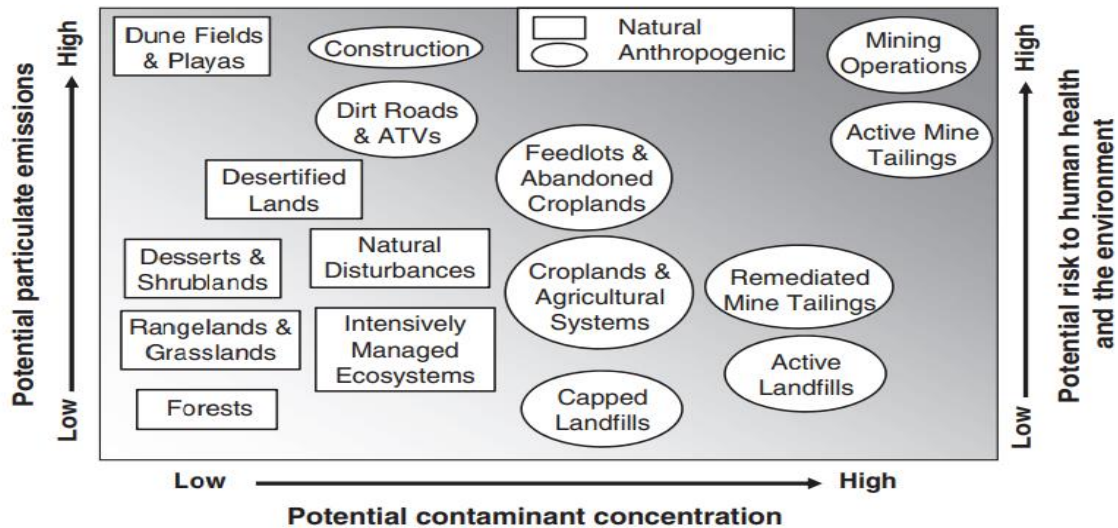 Dune Fields
& Playas
Construction
Natural
Anthropogenic
Mining
Operations
Dirt Roads
& ATVs
Active Mine
Tailings
Feedlots &
Abandoned
Croplands
Desertified
Lands
Natural
Disturbances
Desserts &
Shrublands
Croplands &
Agricultural
Systems
Remediated
Mine Tailings
Rangelands &
Grasslands
Intensively
Managed
Ecosystems
Active
Landfills
Forests
Capped
Landfills
Potential particulate emissions
High
Low
High
Low
Potential risk to human health
and the environment
Low
High
Potential contaminant concentration